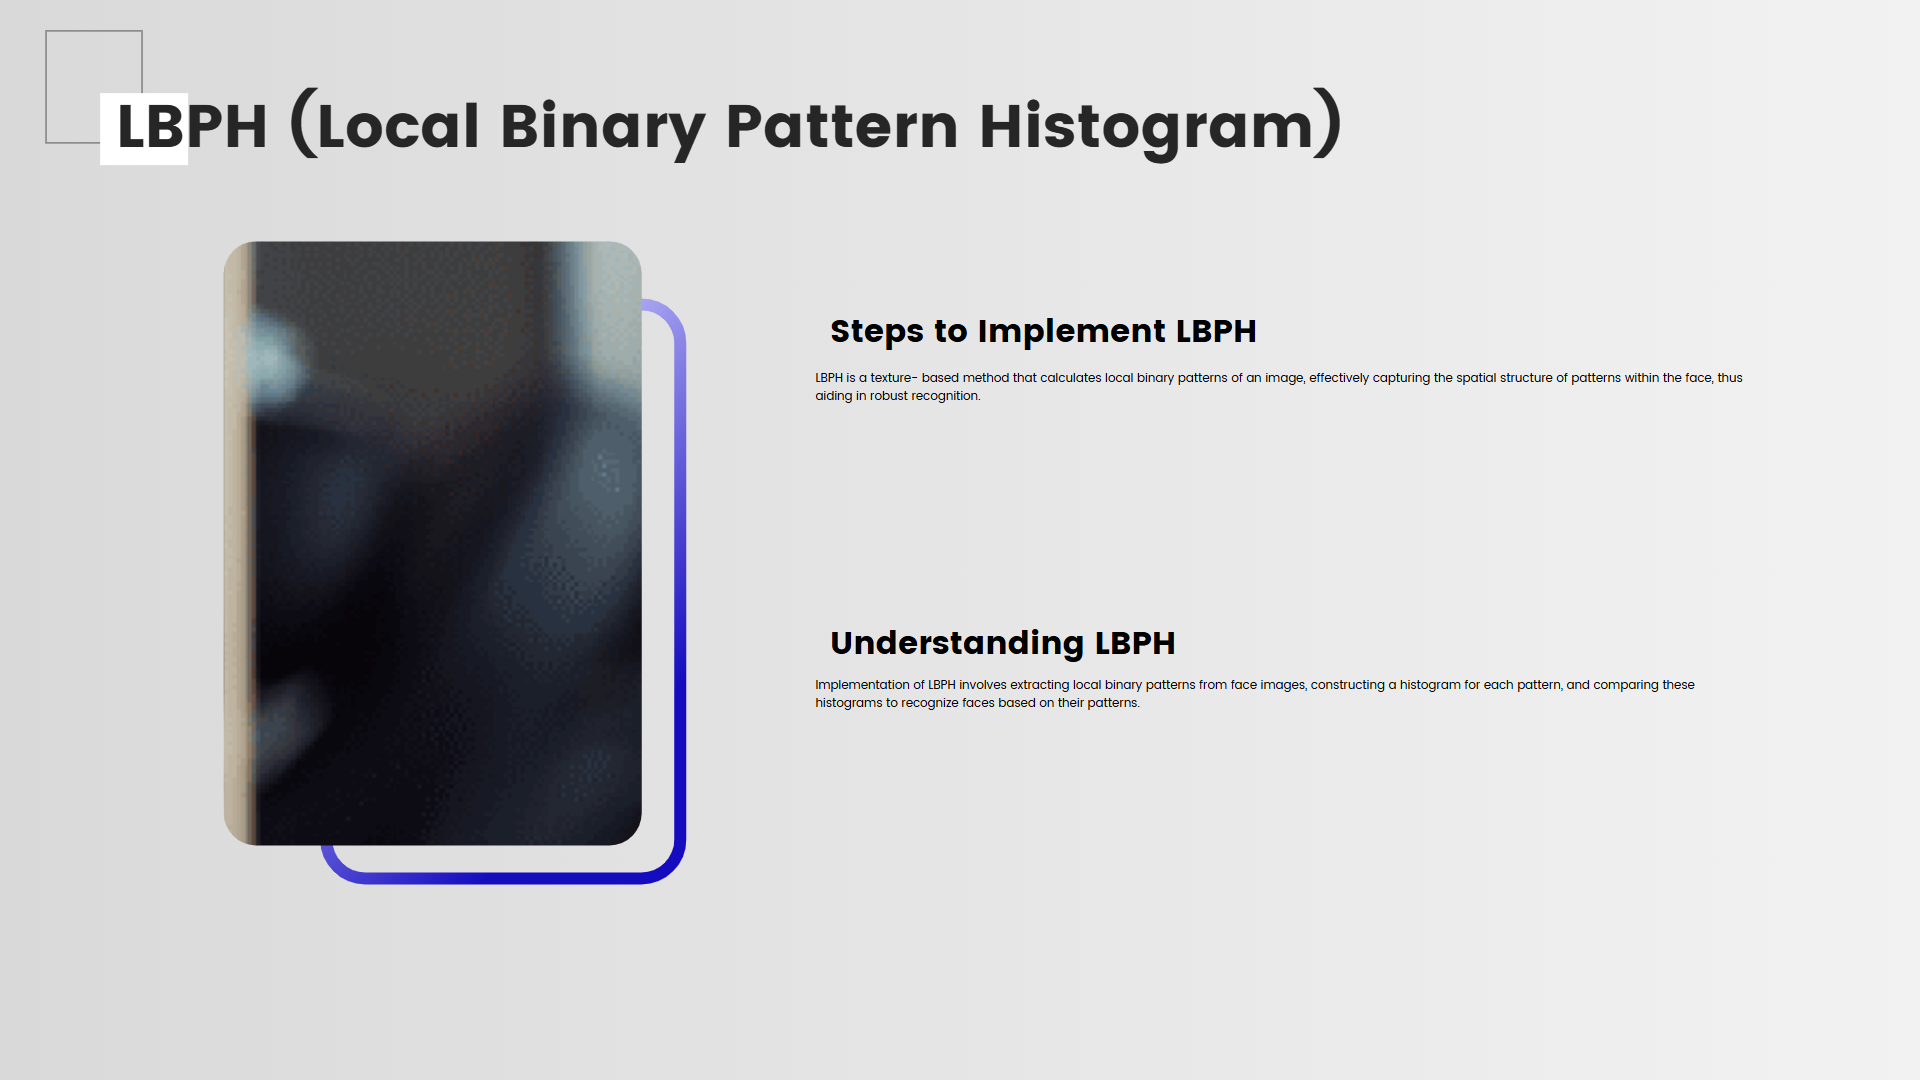 LBPH (Local Binary Pattern Histogram)
Steps to Implement LBPH
LBPH is a texture- based method that calculates local binary patterns of an image, effectively capturing the spatial structure of patterns within the face, thus
aiding in robust recognition.
Understanding LBPH
Implementation of LBPH involves extracting local binary patterns from face images, constructing a histogram for each pattern, and comparing these
histograms to recognize faces based on their patterns.